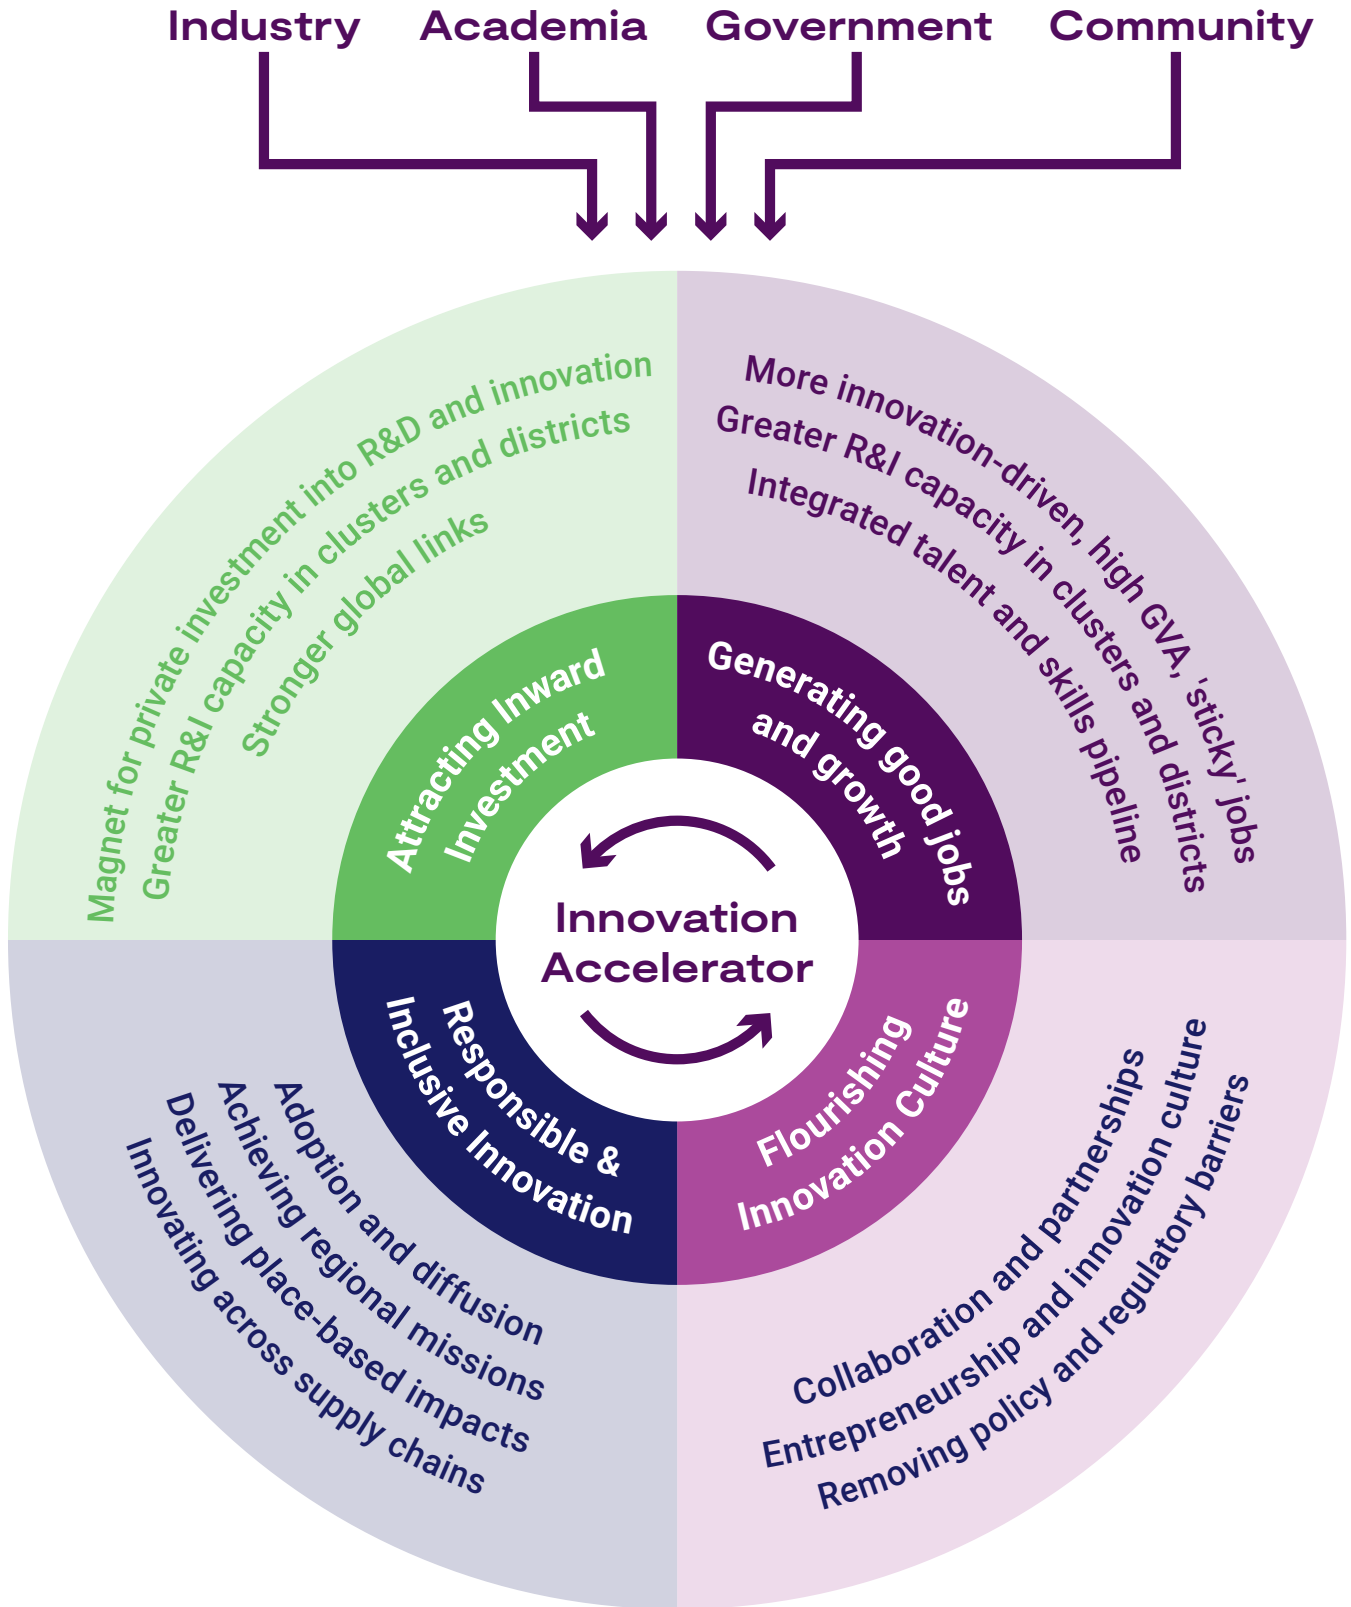 Industry
Academia
Government
Community
Magnet for private investment into R&D and innovation
Greater R&I capacity in clusters and districts
Stronger global links
Attracting Inward
Investment
More innovation-driven, high GVA, 'sticky' jobs
Greater R&I capacity in clusters and districts
Integrated talent and skills pipeline
Generating good jobs
and growth
Innovation
Accelerator
Responsible &
Inclusive Innovation
Adoption and diffusion
Achieving regional missions
Delivering place-based impacts
Innovating across supply chains
Flourishing
Innovation Culture
Collaboration and partnerships
Entrepreneurship and innovation culture
Removing policy and regulatory barriers